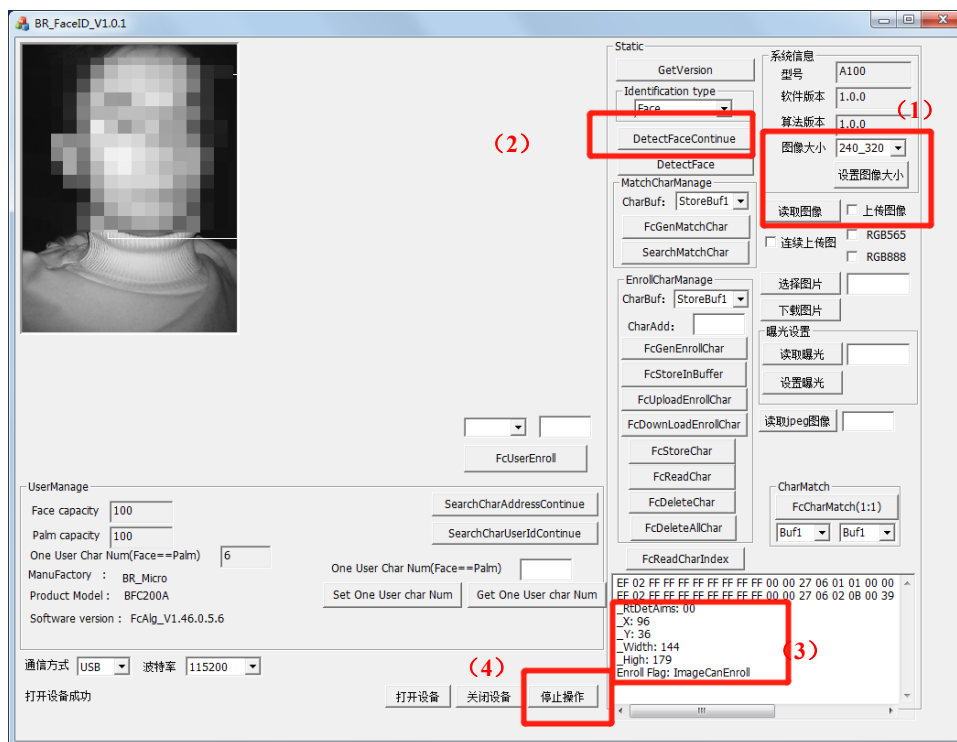 BR_FaceID_V1.0.1
Static
GetVersion
Identification type
Face
(2)
DetectFaceContinue
DetectFace
MatchCharManage
CharBuf: StoreBuf1
FcGenMatchChar
SearchMatchChar
EnrollCharManage
CharBuf: StoreBuf1
CharAdd:
FcGenEnrollChar
FcStoreInBuffer
FcUploadEnrollChar
FcDownLoadEnrollChar
FcStoreChar
FcReadChar
FcDeleteChar
FcDeleteAllChar
FcReadCharIndex
系统信息
型号 A100
软件版本 1.0.0
(1)
算法版本 1.0.0
图像大小 240_320
设置图像大小
读取图像 上传图像
连续上传图 RGB565
RGB888
选择图片
下载图片
曝光设置
读取曝光
设置曝光
读取jpeg图像
CharMatch
FcCharMatch(1:1)
Buf1 Buf1
FcUserEnroll
UserManage
Face capacity 100
Palm capacity 100
One User Char Num(Face==Palm) 6
ManuFactory : BR_Micro
Product Model : BFC200A
Software version : FcAlg_V1.46.0.5.6
SearchCharAddressContinue
SearchCharUserIdContinue
One User Char Num(Face==Palm)
Set One User char Num Get One User char Num
EF 02 FF FF FF FF FF FF FF FF 00 00 27 06 01 01 00 00
EF 02 FF FF FF FF FF FF FF FF 00 00 27 06 02 0B 00 39
_RtDetAims: 00
_X: 96
_Y: 36
_Width: 144
_High: 179
Enroll Flag: ImageCanEnroll
(3)
通信方式 USB 波特率 115200
(4)
打开设备成功
打开设备 关闭设备 停止操作